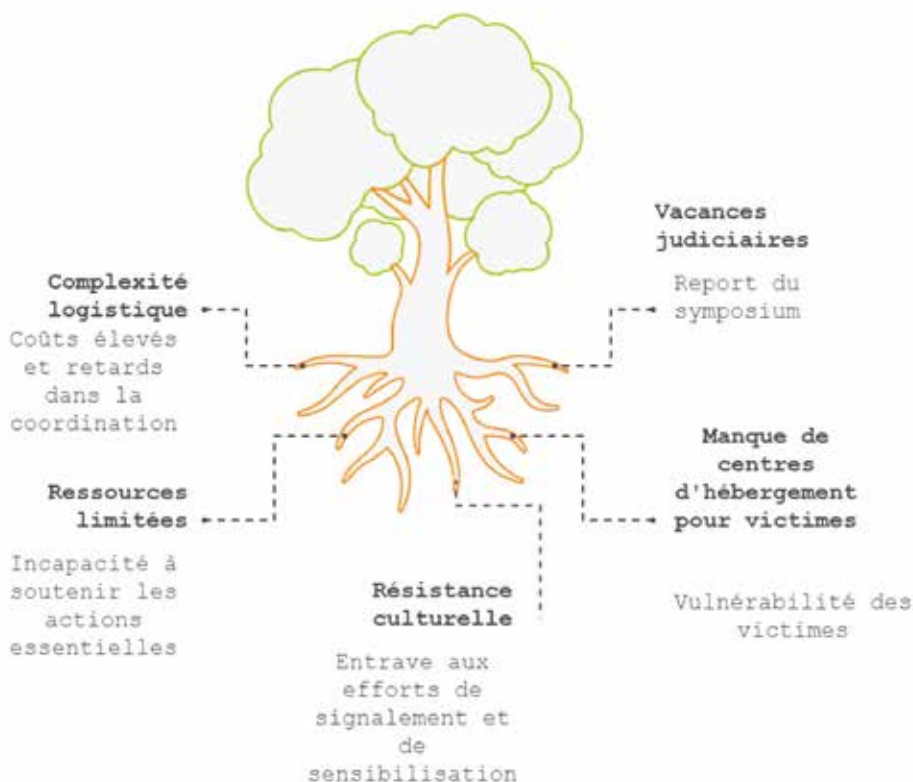 Complexité
logistique
Coûts élevés
et retards
dans la
coordination
Ressources
limitées
Incapacité à
soutenir les
actions
essentielles
Résistance
culturelle
Entrave aux
efforts de
signalement et
de
sensibilisation
Vacances
judiciaires
Report du
symposium
Manque de
centres
d'hébergement
pour victimes
Vulnérabilité des
victimes